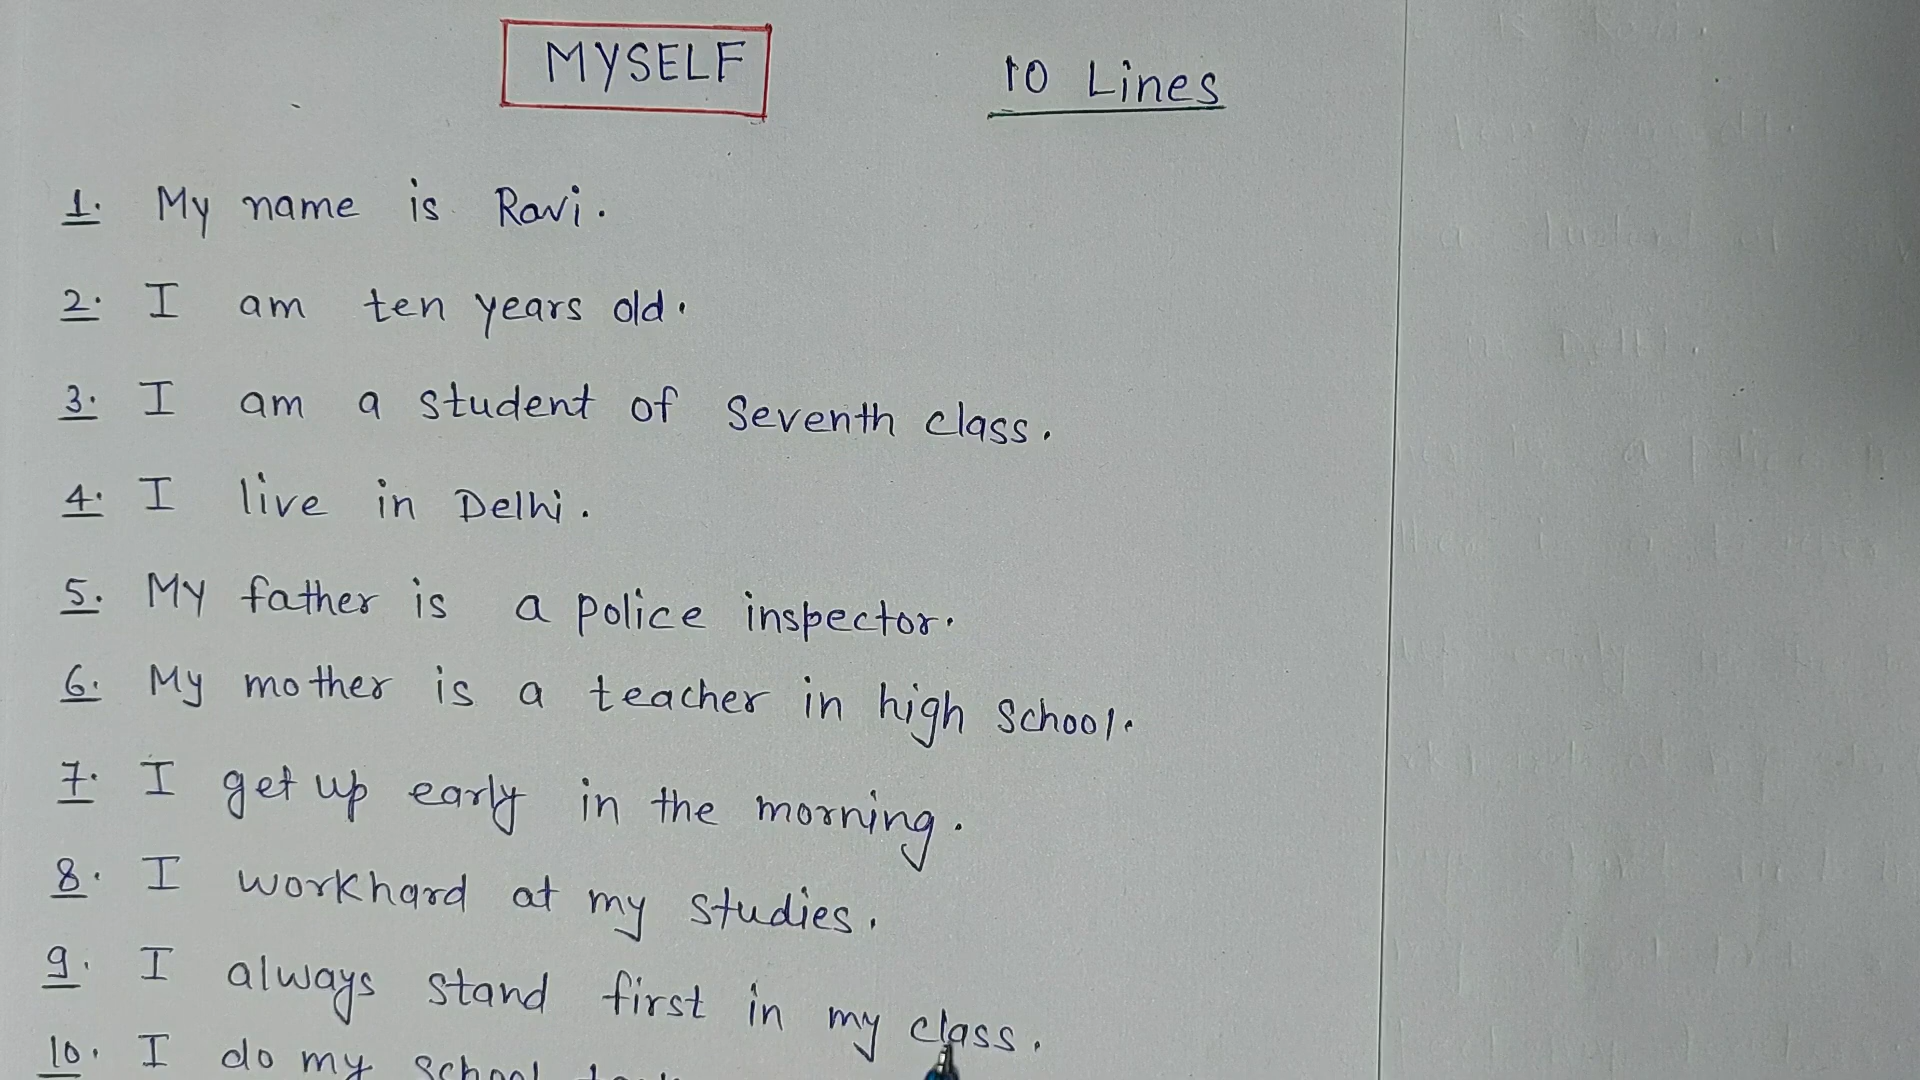 MYSELF 10 Lines
1. My name is Ravi.
2. I am ten years old.
3. I am a student of seventh class.
4. I live in Delhi.
5. My father is a police inspector.
6. My mother is a teacher in high school.
7. I get up early in the morning.
8. I workhard at my studies.
9. I always stand first in my class.
10. I do my school